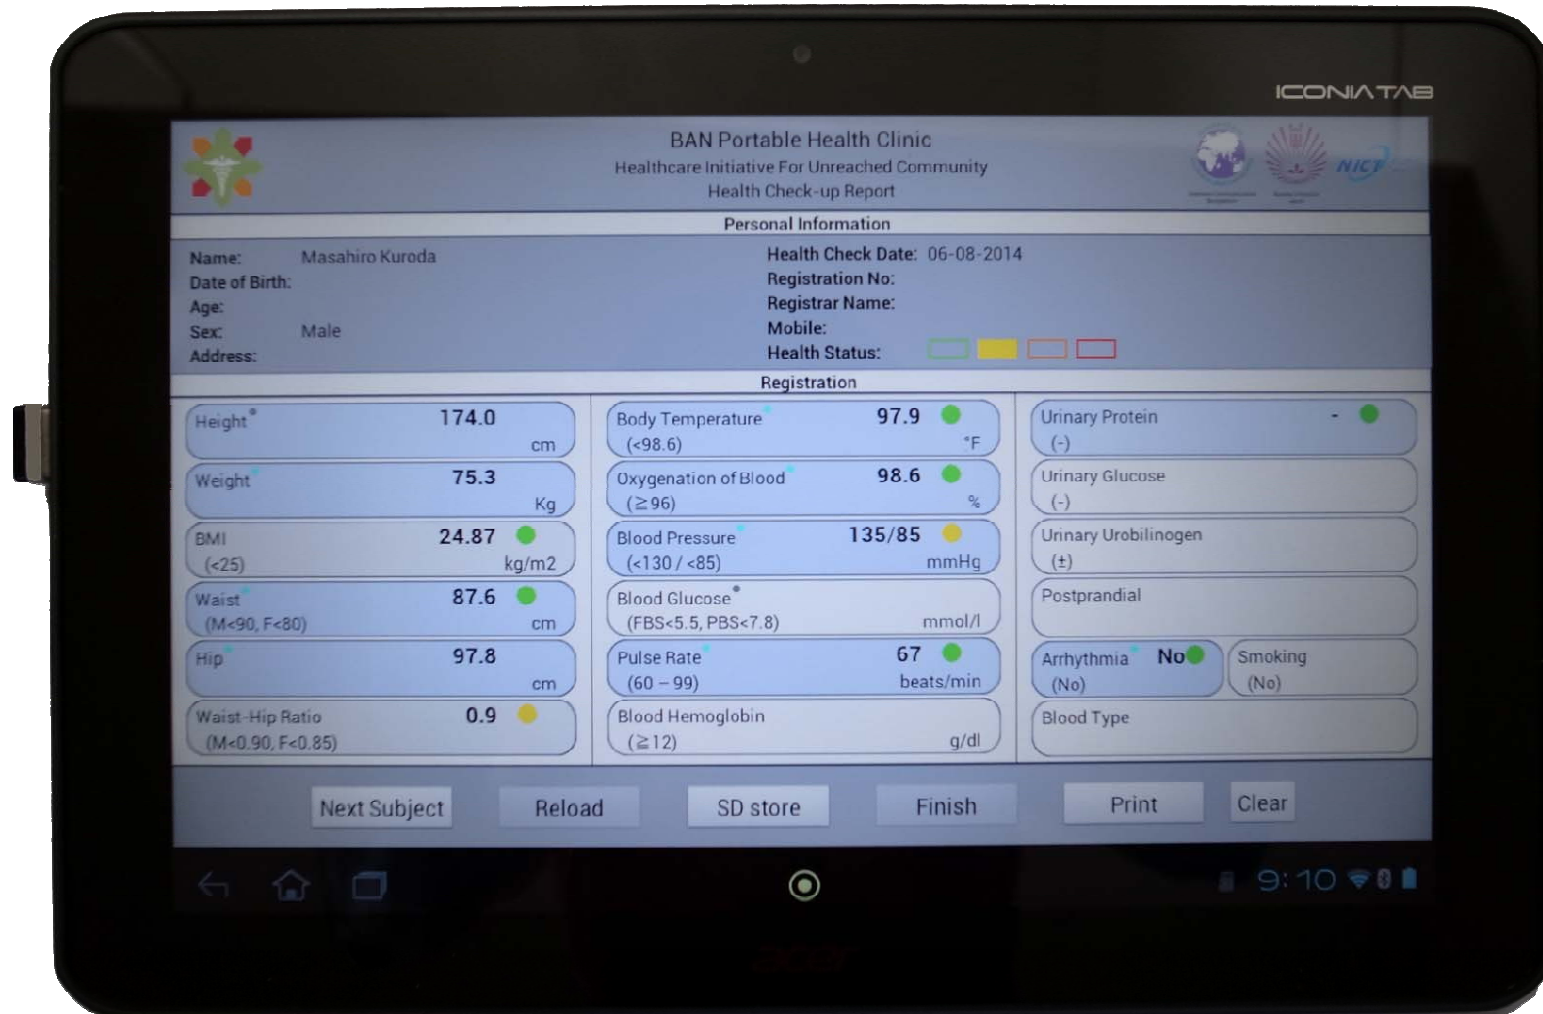 ICONIA TAB
BAN Portable Health Clinic
Healthcare Initiative For Unreached Community
Health Check-up Report
NICT
Personal Information
Name: Masahiro Kuroda
Date of Birth:
Age:
Sex: Male
Address:
Health Check Date: 06-08-2014
Registration No:
Registrar Name:
Mobile:
Health Status:
Registration
Height 174.0
cm
Weight 75.3
Kg
BMI 24.87
(<25) kg/m2
Waist 87.6
(M<90, F<80) cm
Hip 97.8
cm
Waist-Hip Ratio 0.9
(M<0.90, F<0.85)
Body Temperature 97.9
(<98.6) °F
Oxygenation of Blood 98.6
(≧96) %
Blood Pressure 135/85
(<130 / <85) mmHg
Blood Glucose
(FBS<5.5, PBS<7.8) mmol/l
Pulse Rate 67
(60 – 99) beats/min
Blood Hemoglobin
(≧12) g/dl
Urinary Protein -
(-)
Urinary Glucose
(-)
Urinary Urobilinogen
(±)
Postprandial
Arrhythmia No
(No)
Smoking
(No)
Blood Type
Next Subject Reload SD store Finish Print Clear
9:10
acer